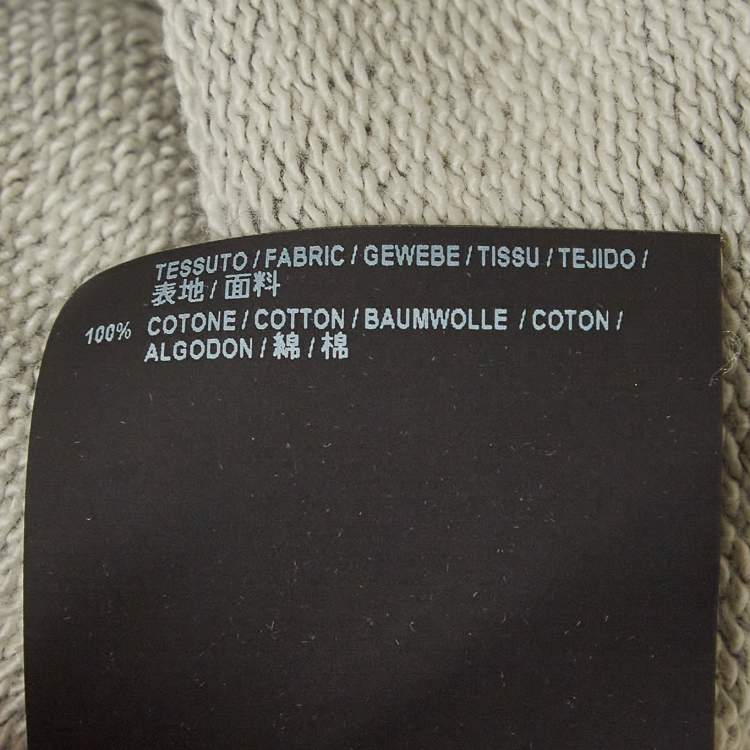 TESSUTO / FABRIC / GEWEBE / TISSU / TEJIDO /
表地 / 面料
100% COTONE / COTTON / BAUMWOLLE / COTON /
ALGODON / 綿 / 棉